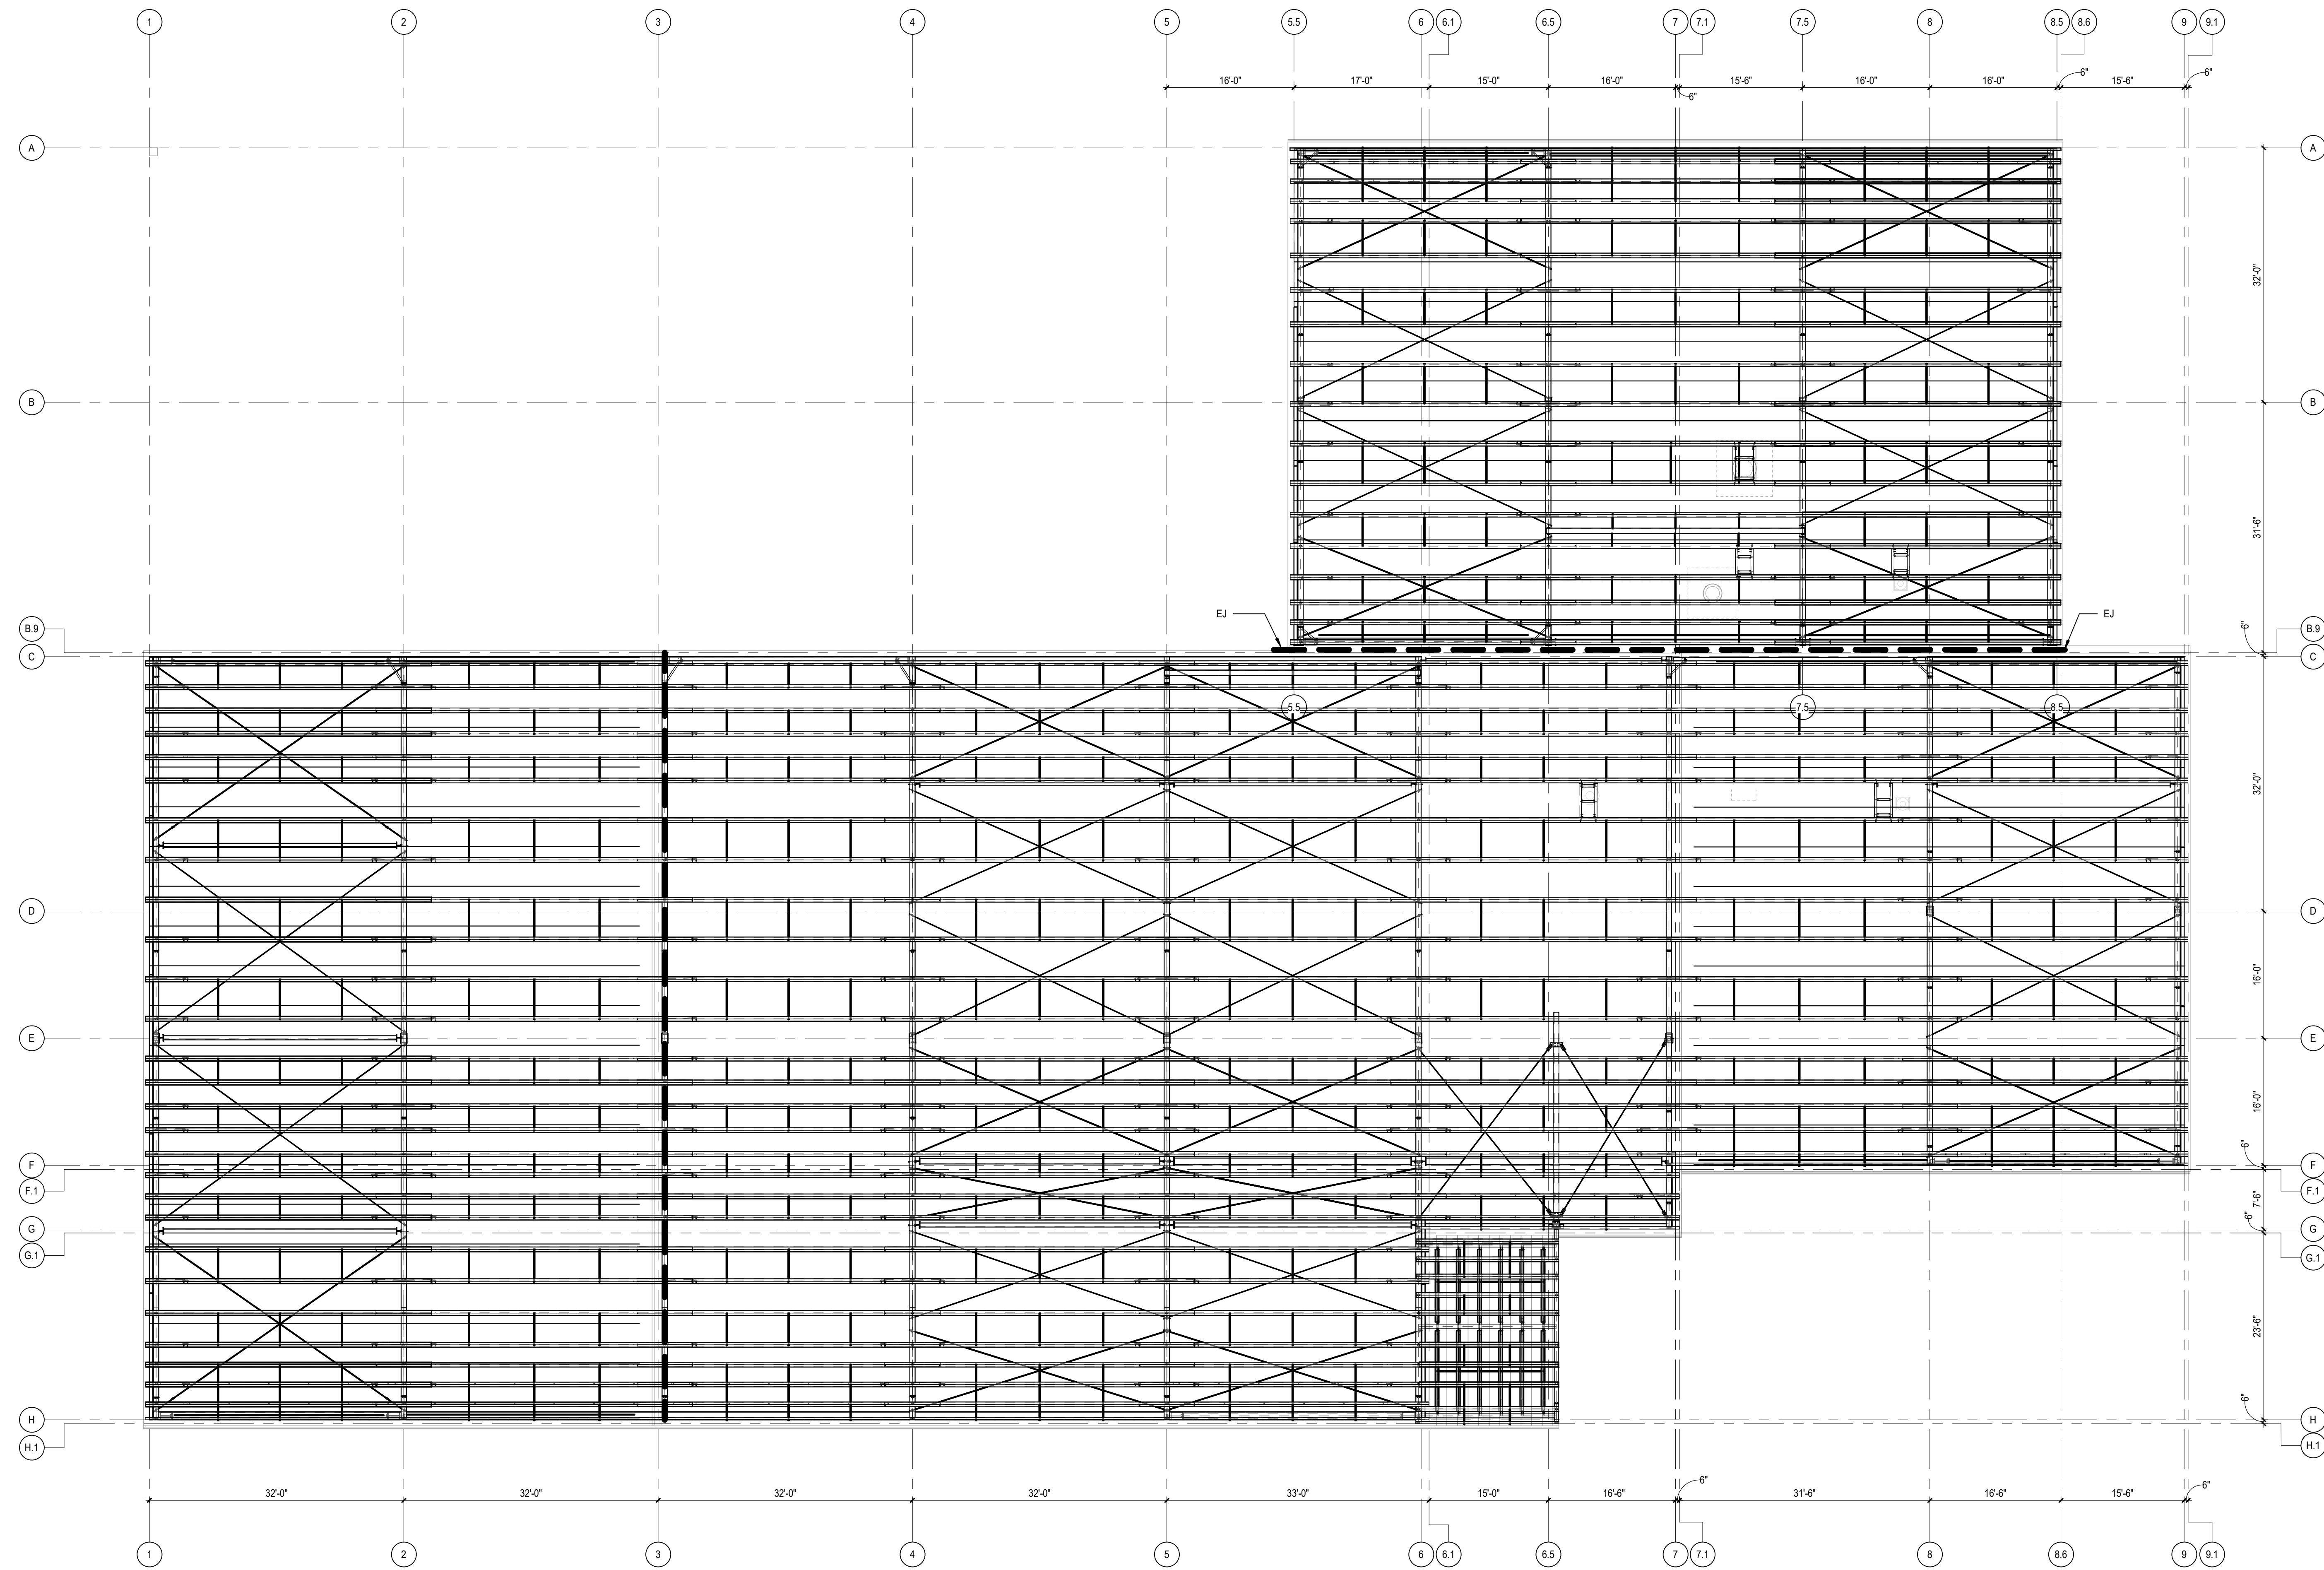 1 2 3 4 5 5.5 6 6.1 6.5 7 7.1 7.5 8 8.5 8.6 9 9.1
16'-0" 17'-0" 15'-0" 16'-0" 15'-6" 16'-0" 16'-0" 6" 15'-6" 6"
6"
A A
32'-0"
B B
31'-6"
EJ EJ
B.9 6" B.9
C C
5.5 7.5 8.5
32'-0"
D D
16'-0"
E E
16'-0"
6"
F F
F.1 F.1
7'-6"
6"
G G
G.1 G.1
23'-6"
6"
H H
H.1 H.1
6" 6"
32'-0" 32'-0" 32'-0" 32'-0" 33'-0" 15'-0" 16'-6" 31'-6" 16'-6" 15'-6"
1 2 3 4 5 6 6.1 6.5 7 7.1 8 8.6 9 9.1